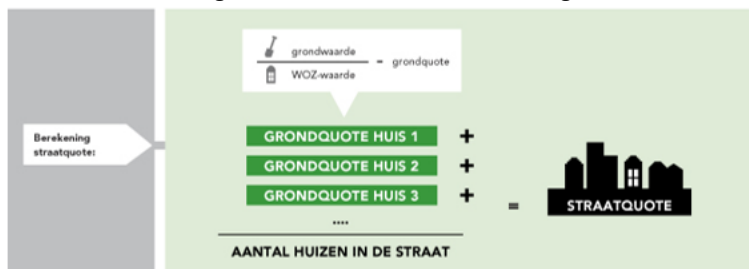 grondwaarde
WOZ-waarde
= grondquote
Berekening
straatquote:
GRONDQUOTE HUIS 1 +
GRONDQUOTE HUIS 2 +
GRONDQUOTE HUIS 3 +
....
AANTAL HUIZEN IN DE STRAAT
=
STRAATQUOTE